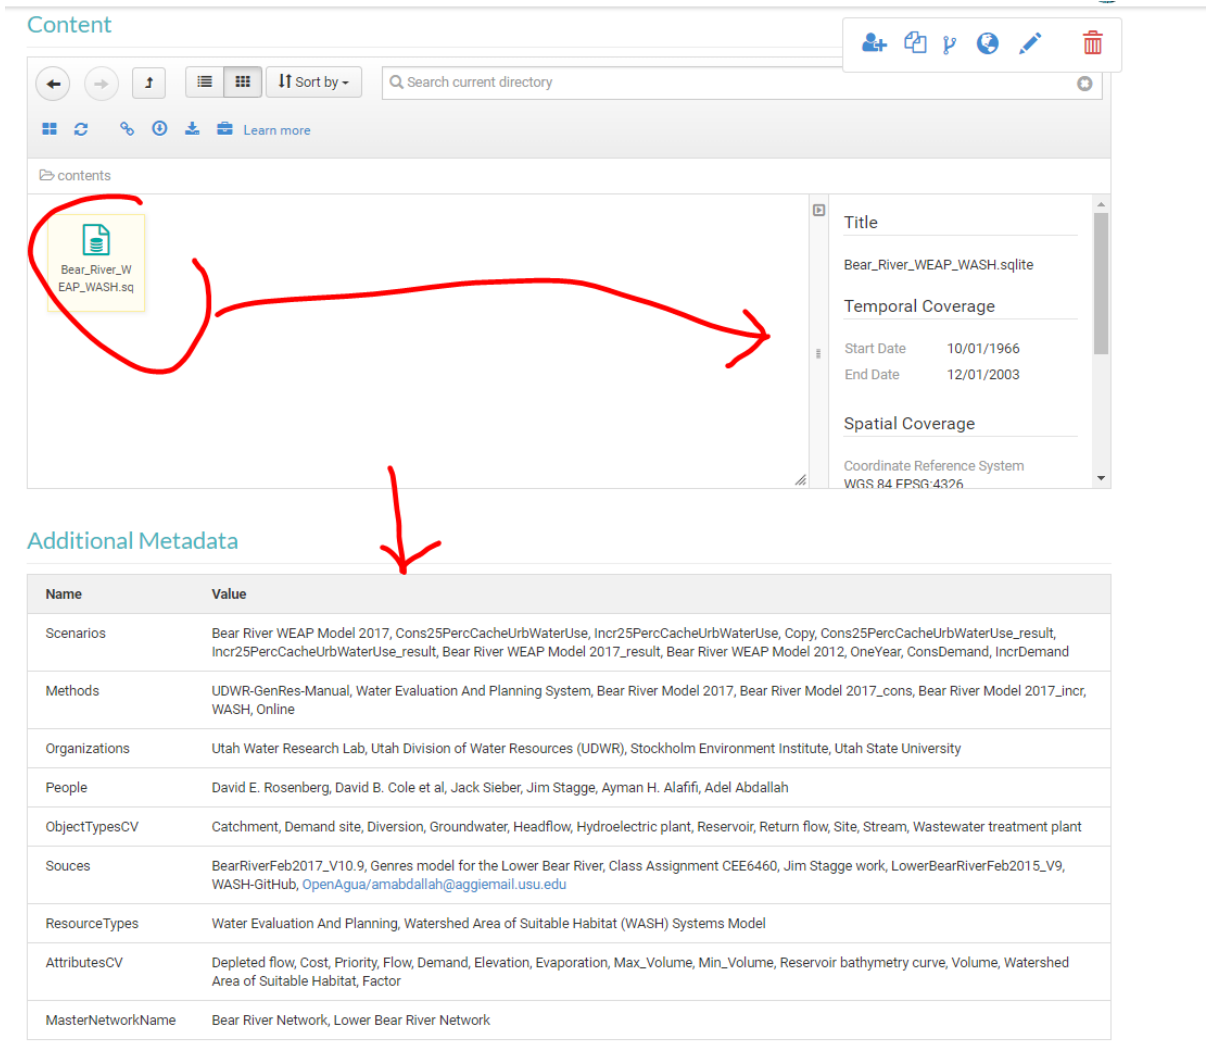 Content
Sort by
Search current directory
Learn more
contents
Bear_River_W
EAP_WASH.sq
Title
Bear_River_WEAP_WASH.sqlite
Temporal Coverage
Start Date 10/01/1966
End Date 12/01/2003
Spatial Coverage
Coordinate Reference System
WGS 84 EPSG:4326
Additional Metadata
Name Value
Scenarios Bear River WEAP Model 2017, Cons25PercCacheUrbWaterUse, Incr25PercCacheUrbWaterUse, Copy, Cons25PercCacheUrbWaterUse_result,
Incr25PercCacheUrbWaterUse_result, Bear River WEAP Model 2017_result, Bear River WEAP Model 2012, OneYear, ConsDemand, IncrDemand
Methods UDWR-GenRes-Manual, Water Evaluation And Planning System, Bear River Model 2017, Bear River Model 2017_cons, Bear River Model 2017_incr,
WASH, Online
Organizations Utah Water Research Lab, Utah Division of Water Resources (UDWR), Stockholm Environment Institute, Utah State University
People David E. Rosenberg, David B. Cole et al, Jack Sieber, Jim Stagge, Ayman H. Alafifi, Adel Abdallah
ObjectTypesCV Catchment, Demand site, Diversion, Groundwater, Headflow, Hydroelectric plant, Reservoir, Return flow, Site, Stream, Wastewater treatment plant
Souces BearRiverFeb2017_V10.9, Genres model for the Lower Bear River, Class Assignment CEE6460, Jim Stagge work, LowerBearRiverFeb2015_V9,
WASH-GitHub, OpenAgua/amabdallah@aggiemail.usu.edu
ResourceTypes Water Evaluation And Planning, Watershed Area of Suitable Habitat (WASH) Systems Model
AttributesCV Depleted flow, Cost, Priority, Flow, Demand, Elevation, Evaporation, Max_Volume, Min_Volume, Reservoir bathymetry curve, Volume, Watershed
Area of Suitable Habitat, Factor
MasterNetworkName Bear River Network, Lower Bear River Network